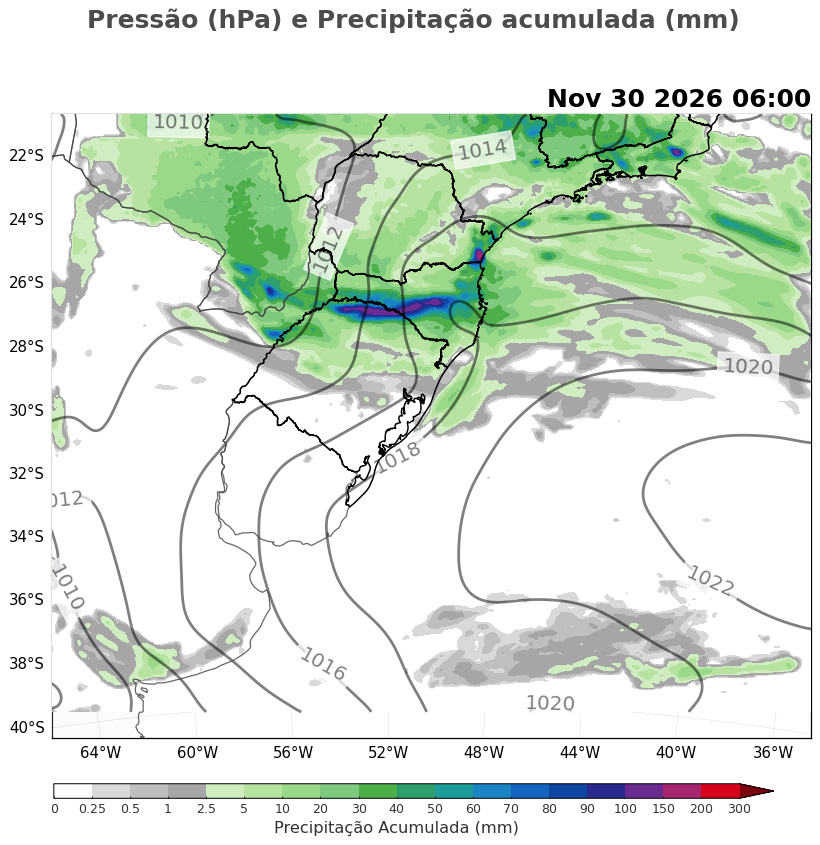 Pressão (hPa) e Precipitação acumulada (mm)
Nov 30 2026 06:00
1010
1014
22°S
24°S
1012
26°S
28°S
1020
30°S
1018
32°S
012
34°S
1010
1022
36°S
1016
38°S
1020
40°S
64°W 60°W 56°W 52°W 48°W 44°W 40°W 36°W
0 0.25 0.5 1 2.5 5 10 20 30 40 50 60 70 80 90 100 150 200 300
Precipitação Acumulada (mm)